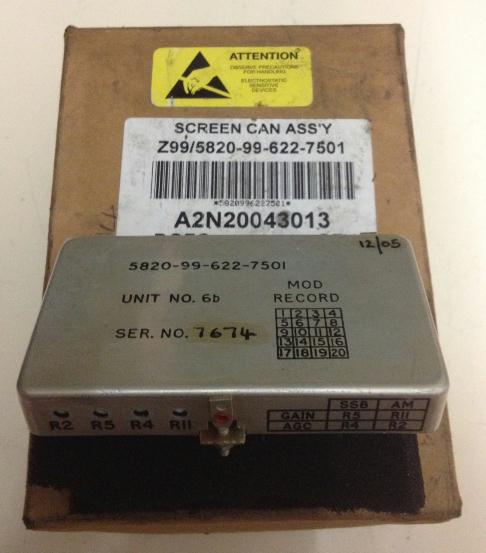 ATTENTION
OBSERVE PRECAUTIONS
FOR HANDLING
ELECTROSTATIC
SENSITIVE
DEVICES
SCREEN CAN ASS'Y
Z99/5820-99-622-7501
*5820996227501*
A2N20043013
12/05
5820-99-622-7501
UNIT NO. 6b
MOD
RECORD
SER. NO. 7674
1 2 3 4
5 6 7 8
9 10 11 12
13 14 15 16
17 18 19 20
R2 R5 R4 R11
SSB AM
GAIN R5 R11
AGC R4 R2